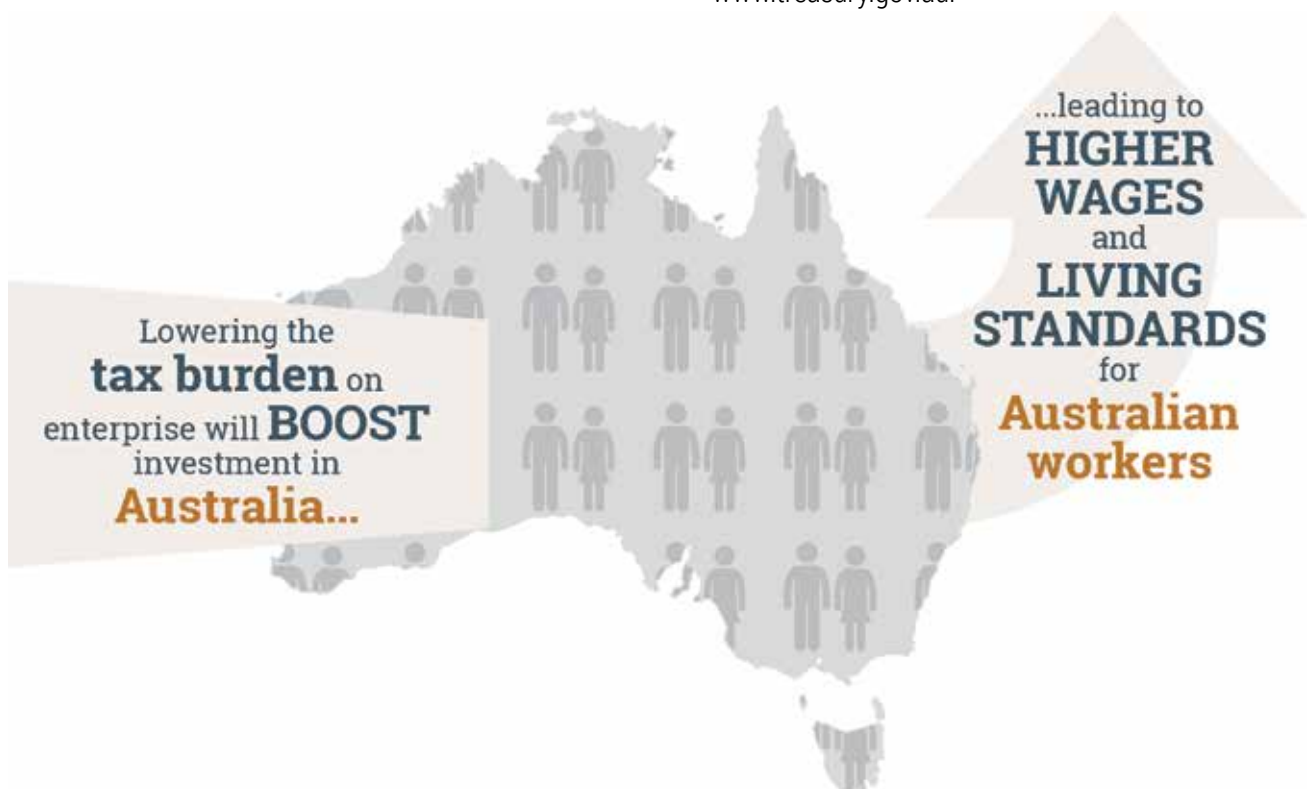 Lowering the
tax burden on
enterprise will BOOST
investment in
Australia...
...leading to
HIGHER
WAGES
and
LIVING
STANDARDS
for
Australian
workers